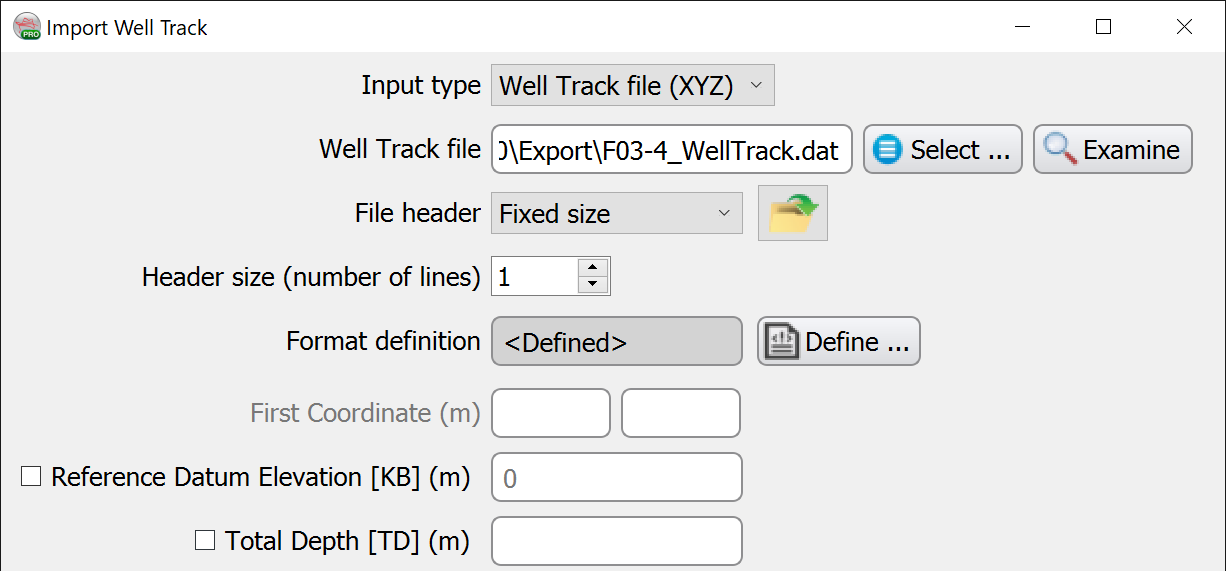 PRO Import Well Track
Input type Well Track file (XYZ)
Well Track file \Export\F03-4_WellTrack.dat Select ... Examine
File header Fixed size
Header size (number of lines) 1
Format definition <Defined> Define ...
First Coordinate (m)
Reference Datum Elevation [KB] (m) 0
Total Depth [TD] (m)